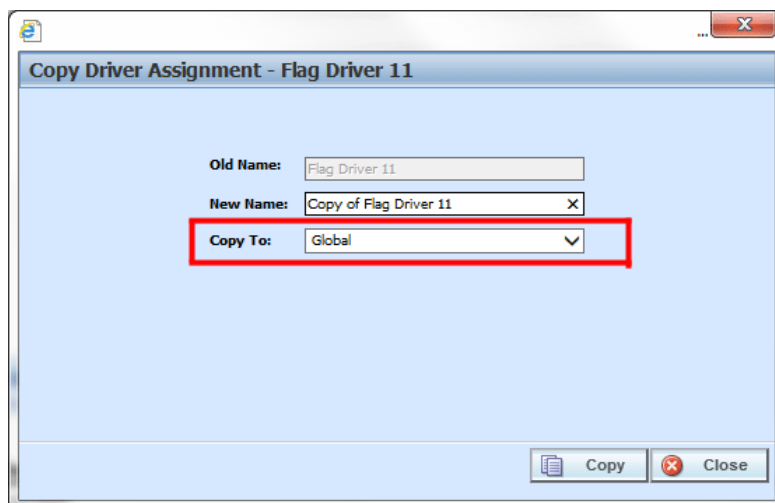 ...
Copy Driver Assignment - Flag Driver 11
Old Name: Flag Driver 11
New Name: Copy of Flag Driver 11
Copy To: Global
Copy Close